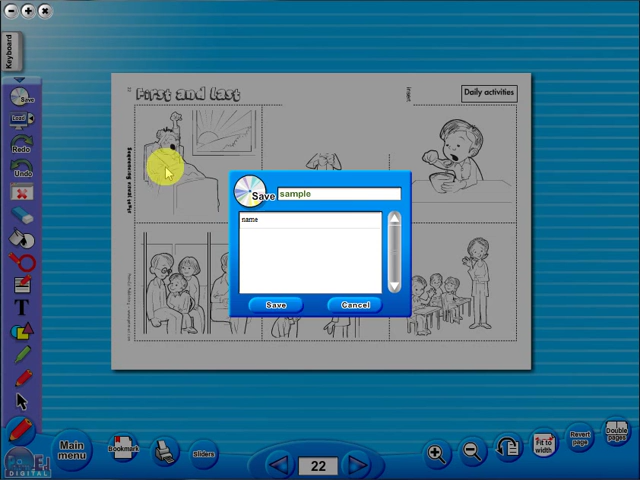 Keyboard
First and last
Daily activities
Save
Load
Redo
Undo
T
Save
sample
name
Save
Cancel
Main menu
Bookmark
Sliders
22
Fit to width
Revert page
Double pages
DIGITAL